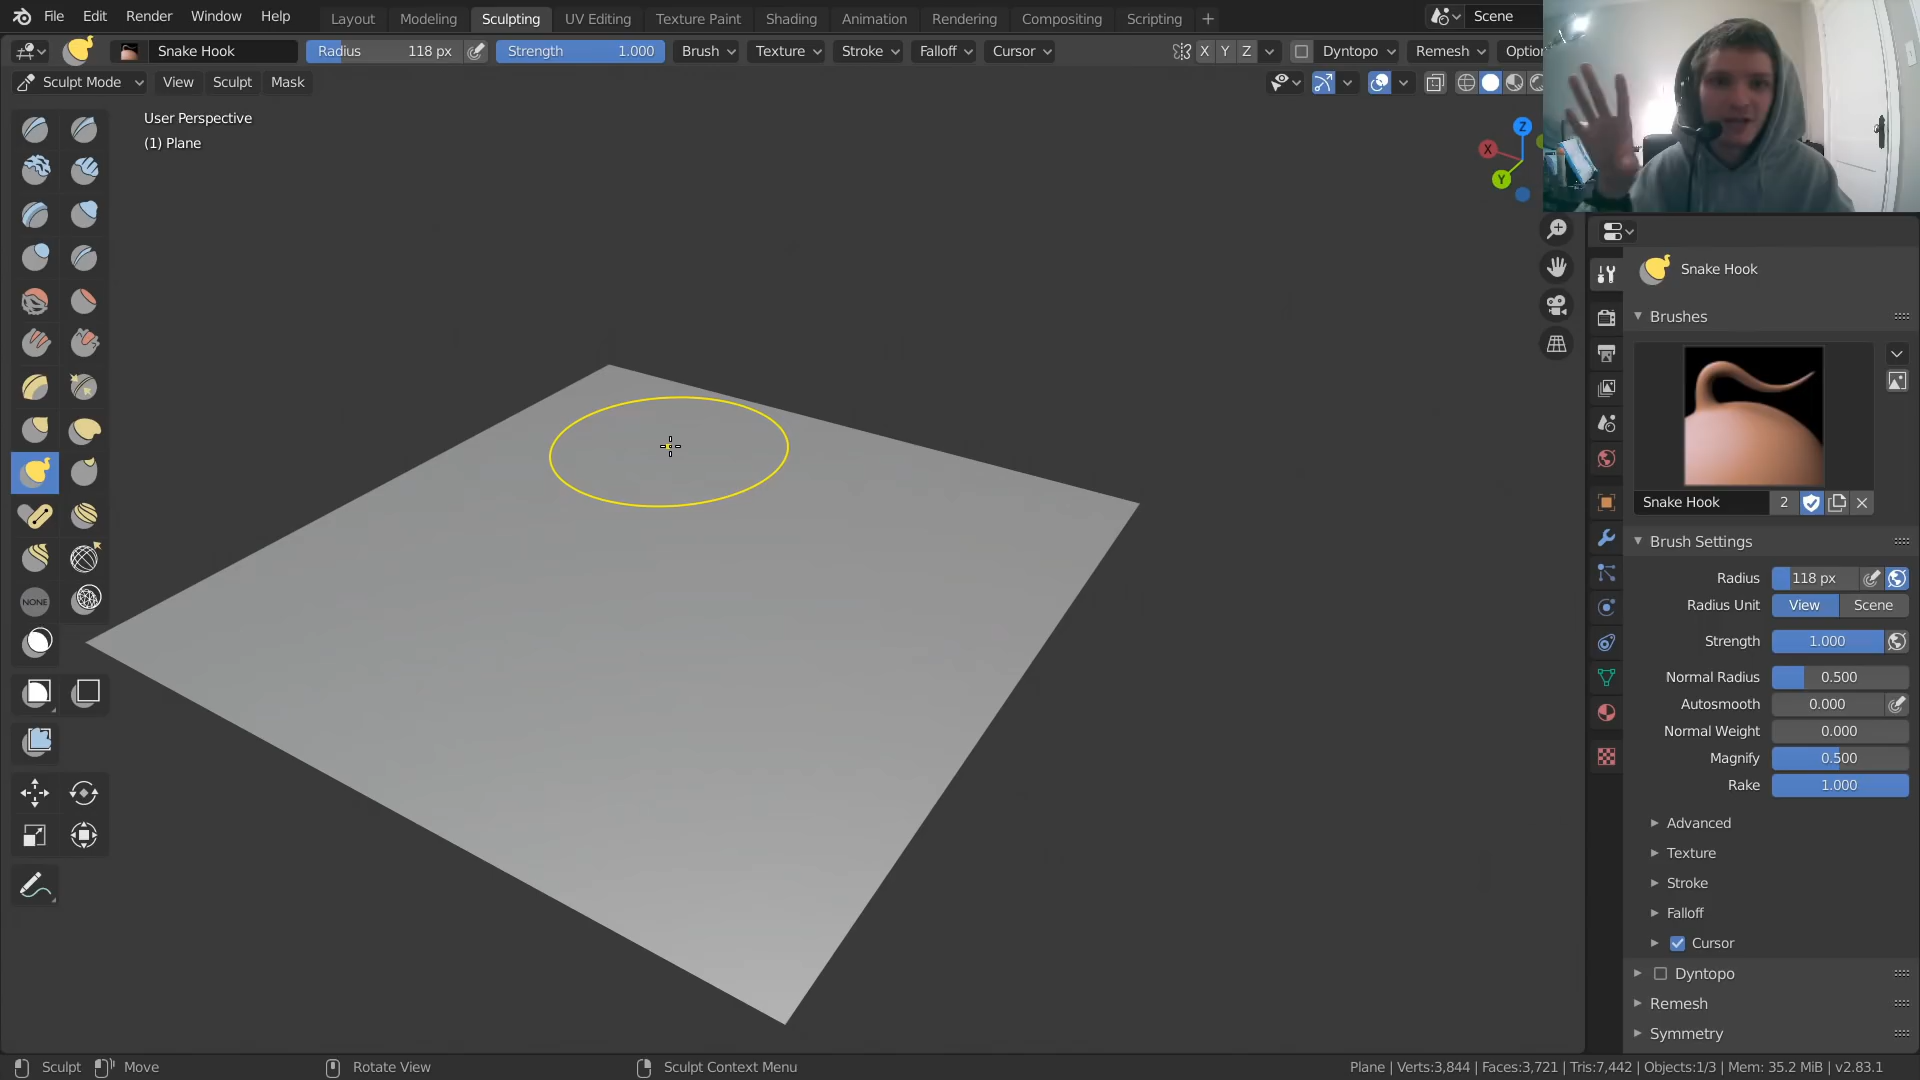 File Edit Render Window Help Layout Modeling Sculpting UV Editing Texture Paint Shading Animation Rendering Compositing Scripting + Scene
Snake Hook Radius 118 px Strength 1.000 Brush Texture Stroke Falloff Cursor X Y Z Dyntopo Remesh Optio
Sculpt Mode View Sculpt Mask
User Perspective
(1) Plane
Z
X
Y
Snake Hook
Brushes
Snake Hook 2
Brush Settings
Radius 118 px
Radius Unit View Scene
Strength 1.000
Normal Radius 0.500
Autosmooth 0.000
Normal Weight 0.000
Magnify 0.500
Rake 1.000
Advanced
Texture
Stroke
Falloff
Cursor
Dyntopo
Remesh
Symmetry
NONE
Sculpt Move Rotate View Sculpt Context Menu Plane | Verts:3,844 | Faces:3,721 | Tris:7,442 | Objects:1/3 | Mem: 35.2 MiB | v2.83.1